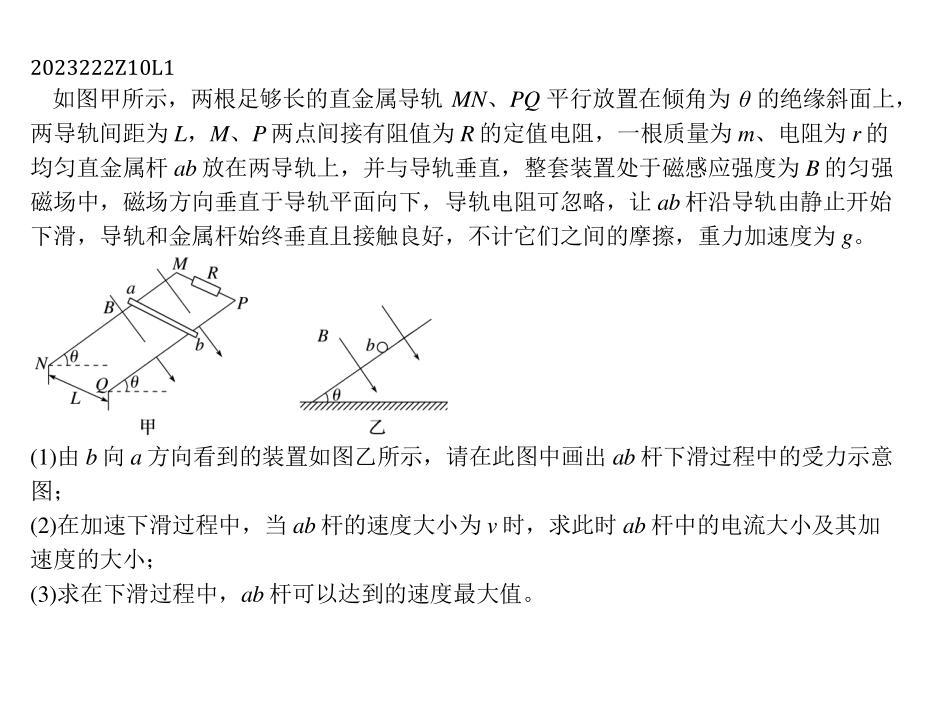 2023222Z10L1
如图甲所示，两根足够长的直金属导轨 MN、PQ 平行放置在倾角为 θ 的绝缘斜面上，
两导轨间距为 L，M、P 两点间接有阻值为 R 的定值电阻，一根质量为 m、电阻为 r 的
均匀直金属杆 ab 放在两导轨上，并与导轨垂直，整套装置处于磁感应强度为 B 的匀强
磁场中，磁场方向垂直于导轨平面向下，导轨电阻可忽略，让 ab 杆沿导轨由静止开始
下滑，导轨和金属杆始终垂直且接触良好，不计它们之间的摩擦，重力加速度为 g。
M
R
a
B
P
b
N
θ
Q
θ
L
甲
B
b
θ
乙
(1)由 b 向 a 方向看到的装置如图乙所示，请在此图中画出 ab 杆下滑过程中的受力示意
图；
(2)在加速下滑过程中，当 ab 杆的速度大小为 v 时，求此时 ab 杆中的电流大小及其加
速度的大小；
(3)求在下滑过程中，ab 杆可以达到的速度最大值。